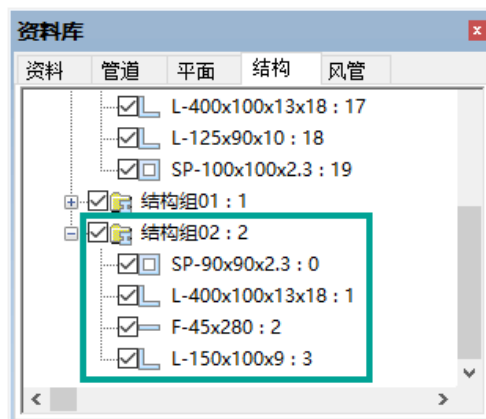 资料库
资料 管道 平面 结构 风管
L-400x100x13x18 : 17
L-125x90x10 : 18
SP-100x100x2.3 : 19
结构组01 : 1
结构组02 : 2
SP-90x90x2.3 : 0
L-400x100x13x18 : 1
F-45x280 : 2
L-150x100x9 : 3